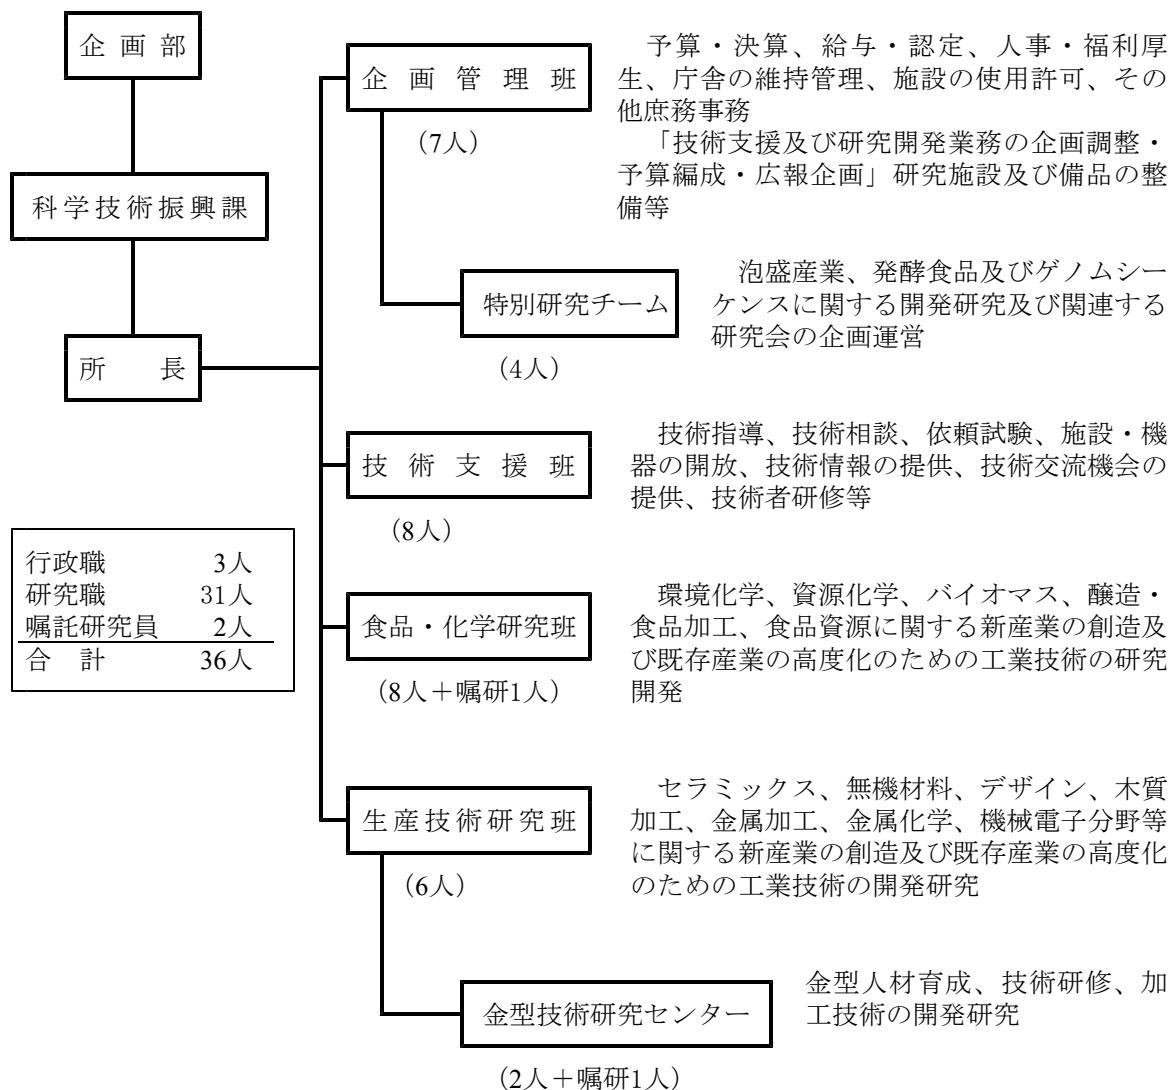 企画部
科学技術振興課
所　　長
行政職　3人
研究職　31人
嘱託研究員　2人
合　計　36人
企画管理班
(7人)
予算・決算、給与・認定、人事・福利厚
生、庁舎の維持管理、施設の使用許可、その
他庶務事務
「技術支援及び研究開発業務の企画調整・
予算編成・広報企画」研究施設及び備品の整
備等
特別研究チーム
(4人)
泡盛産業、発酵食品及びゲノムシー
ケンスに関する開発研究及び関連する
研究会の企画運営
技術支援班
(8人)
技術指導、技術相談、依頼試験、施設・機
器の開放、技術情報の提供、技術交流機会の
提供、技術者研修等
食品・化学研究班
(8人＋嘱研1人)
環境化学、資源化学、バイオマス、醸造・
食品加工、食品資源に関する新産業の創造及
び既存産業の高度化のための工業技術の研究
開発
生産技術研究班
(6人)
セラミックス、無機材料、デザイン、木質
加工、金属加工、金属化学、機械電子分野等
に関する新産業の創造及び既存産業の高度化
のための工業技術の開発研究
金型技術研究センター
(2人＋嘱研1人)
金型人材育成、技術研修、加
工技術の開発研究